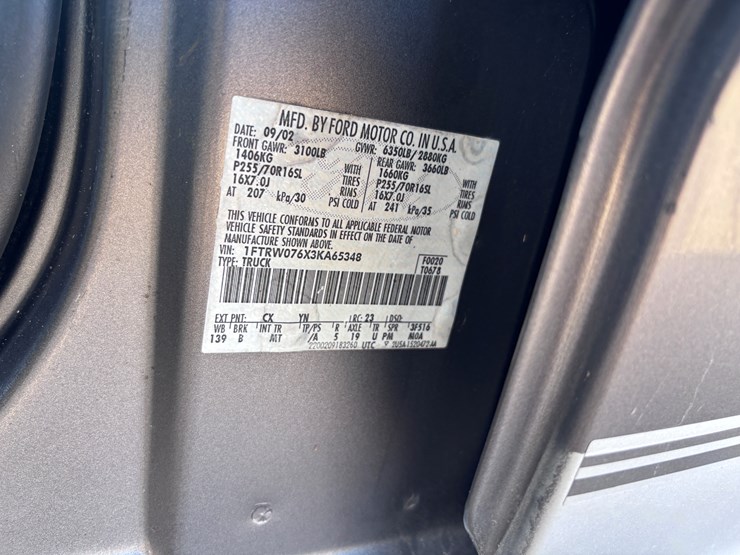 MFD. BY FORD MOTOR CO. IN U.S.A.
DATE: 09/02 GVWR: 6350LB/2880KG
FRONT GAWR: 3100LB REAR GAWR: 3660LB
1406KG WITH 1660KG WITH
P255/70R16SL TIRES P255/70R16SL TIRES
16X7.0J RIMS 16X7.0J RIMS
AT 207 kPa/30 PSI COLD AT 241 kPa/35 PSI COLD
THIS VEHICLE CONFORMS TO ALL APPLICABLE FEDERAL MOTOR
VEHICLE SAFETY STANDARDS IN EFFECT ON THE DATE OF
MANUFACTURE SHOWN ABOVE.
VIN: 1FTRW076X3KA65348 F0020
TYPE: TRUCK T0678
EXT PNT: CX YN RC: 23 DSO:
WB BRK INT TR TP/PS R AXLE TR SPR 3F516
139 B AIT /A 5 19 U PM MOA
UTC